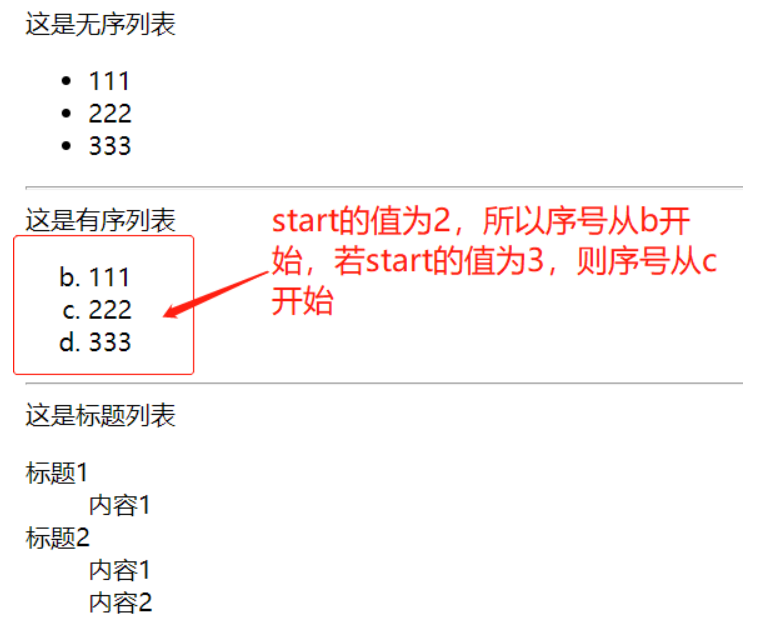 这是无序列表
• 111
• 222
• 333
这是有序列表
start的值为2，所以序号从b开
始，若start的值为3，则序号从c
开始
b. 111
c. 222
d. 333
这是标题列表
标题1
内容1
标题2
内容1
内容2